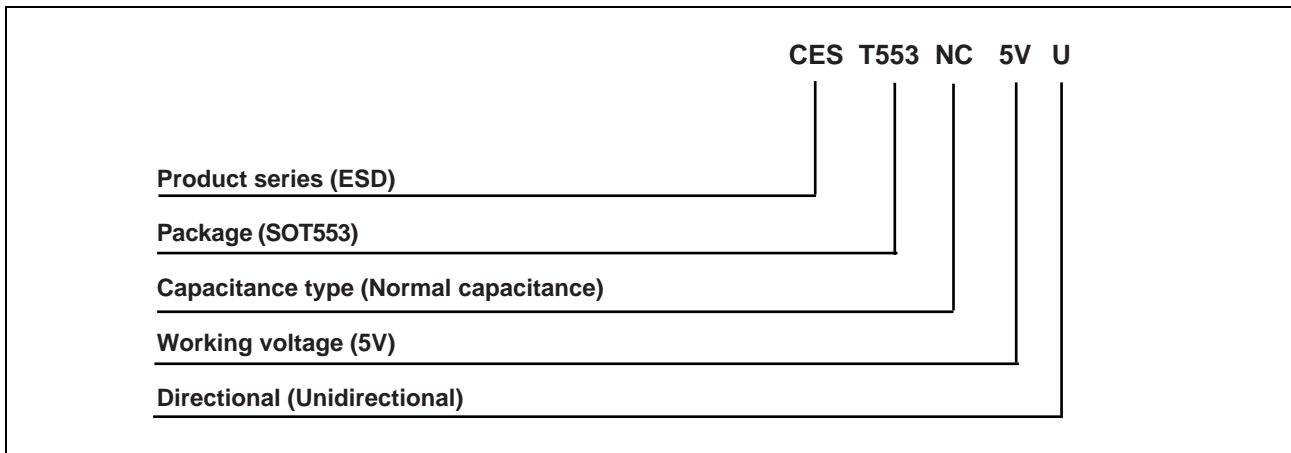 CES T553 NC 5V U
Product series (ESD)
Package (SOT553)
Capacitance type (Normal capacitance)
Working voltage (5V)
Directional (Unidirectional)